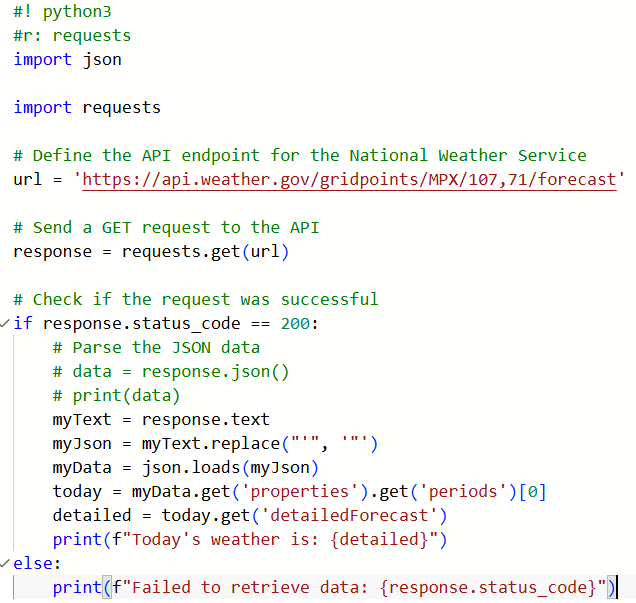 #! python3
#r: requests
import json
import requests
# Define the API endpoint for the National Weather Service
url = 'https://api.weather.gov/gridpoints/MPX/107,71/forecast'
# Send a GET request to the API
response = requests.get(url)
# Check if the request was successful
if response.status_code == 200:
    # Parse the JSON data
    # data = response.json()
    # print(data)
    myText = response.text
    myJson = myText.replace("'", '"')
    myData = json.loads(myJson)
    today = myData.get('properties').get('periods')[0]
    detailed = today.get('detailedForecast')
    print(f"Today's weather is: {detailed}")
else:
    print(f"Failed to retrieve data: {response.status_code}")